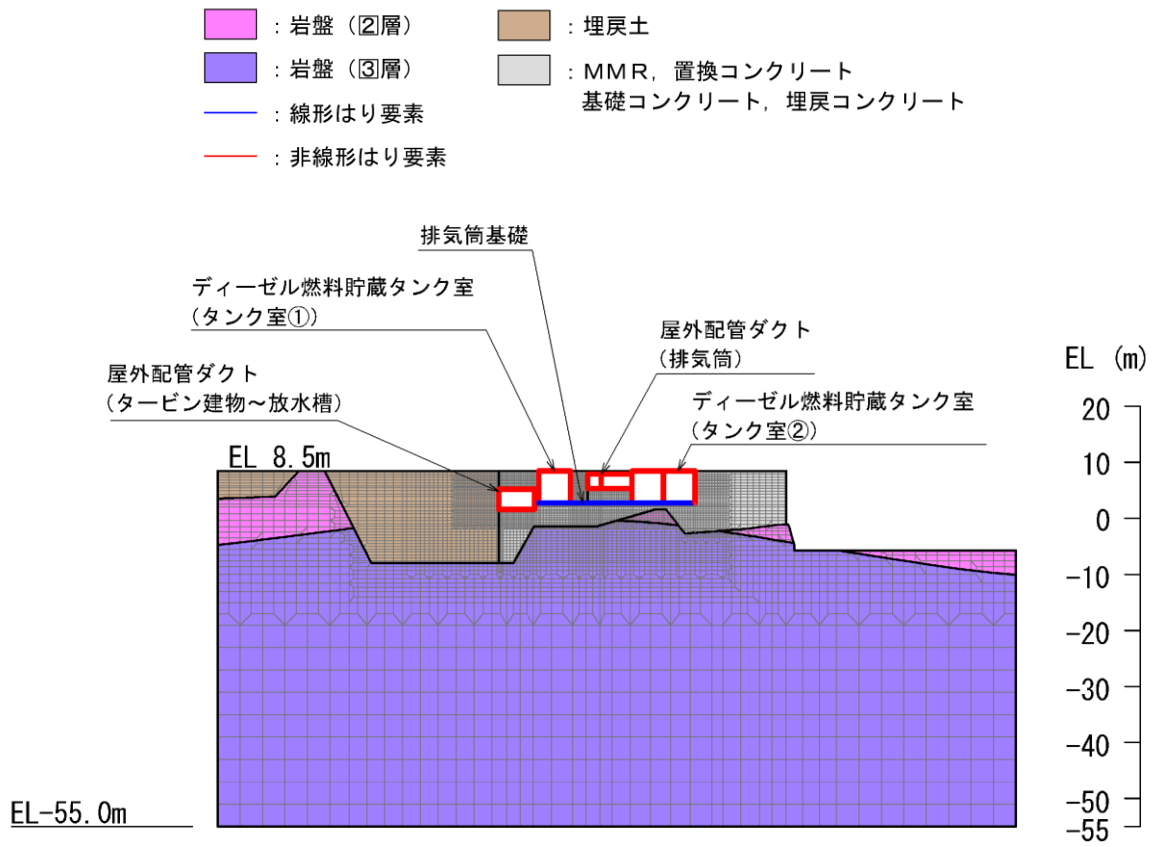 ：岩盤（②層）
：岩盤（③層）
：線形はり要素
：非線形はり要素
：埋戻土
：ＭＭＲ，置換コンクリート
基礎コンクリート，埋戻コンクリート
排気筒基礎
ディーゼル燃料貯蔵タンク室
(タンク室①)
屋外配管ダクト
(排気筒)
屋外配管ダクト
(タービン建物～放水槽)
ディーゼル燃料貯蔵タンク室
(タンク室②)
EL 8.5m
EL (m)
20
10
0
-10
-20
-30
-40
-50
-55
EL-55.0m